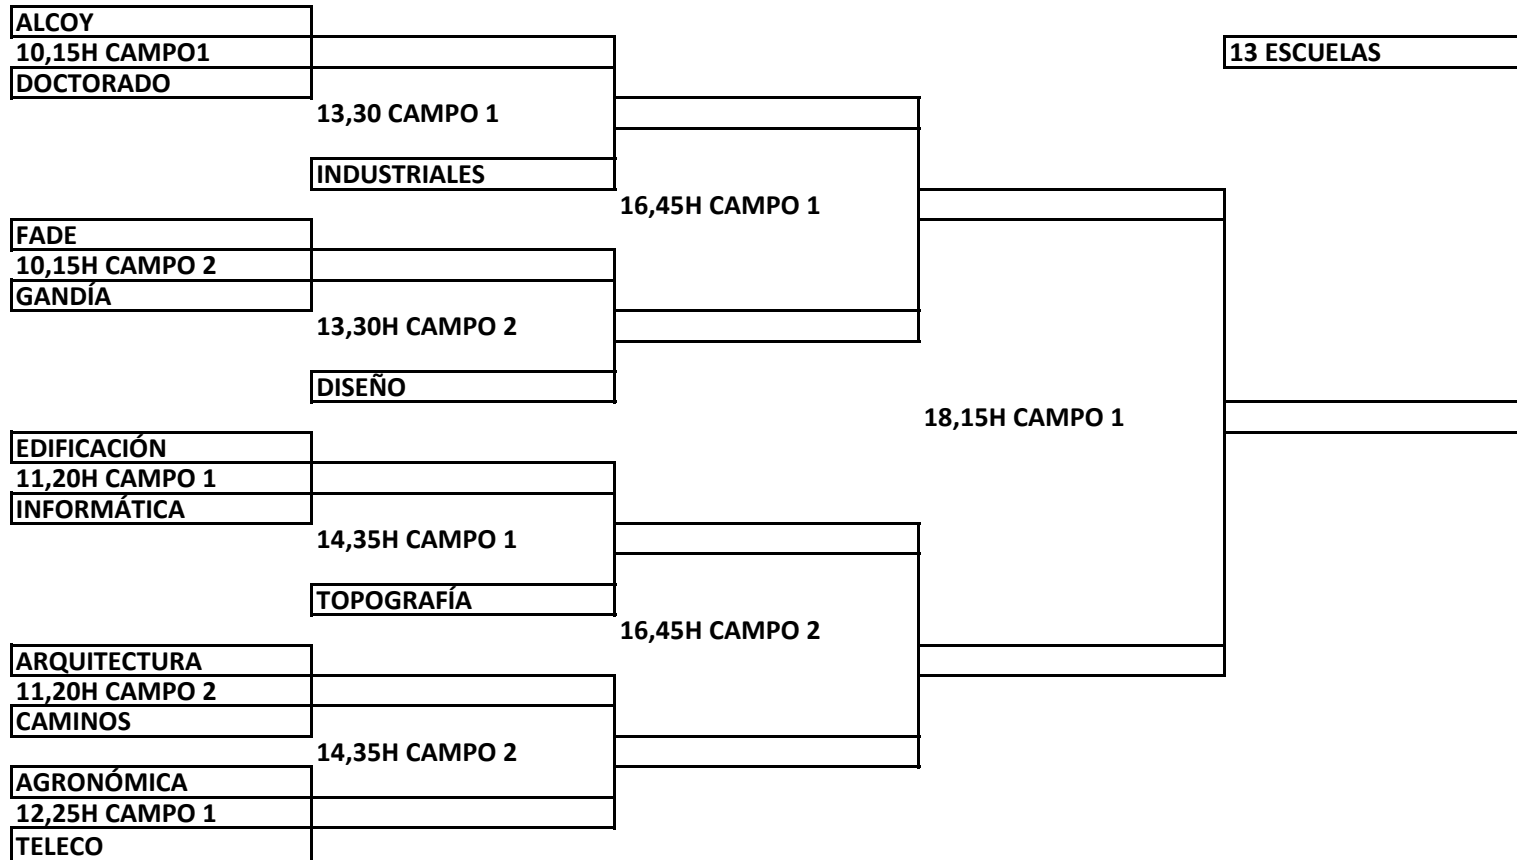 ALCOY
10,15H CAMPO1
13 ESCUELAS
DOCTORADO
13,30 CAMPO 1
INDUSTRIALES
16,45H CAMPO 1
FADE
10,15H CAMPO 2
GANDÍA
13,30H CAMPO 2
DISEÑO
18,15H CAMPO 1
EDIFICACIÓN
11,20H CAMPO 1
INFORMÁTICA
14,35H CAMPO 1
TOPOGRAFÍA
16,45H CAMPO 2
ARQUITECTURA
11,20H CAMPO 2
CAMINOS
14,35H CAMPO 2
AGRONÓMICA
12,25H CAMPO 1
TELECO